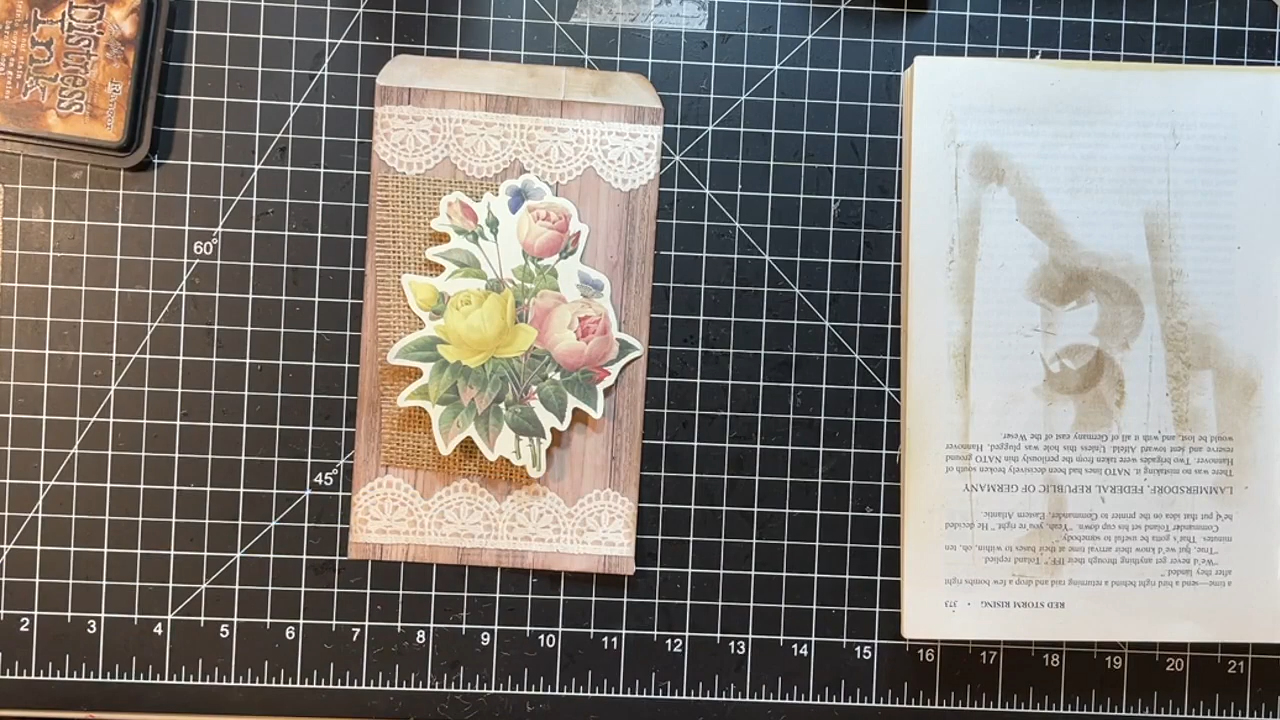 Distress
Ink
Ranger
60°
45°
2 3 4 5 6 7 8 9 10 11 12 13 14 15 16 17 18 19 20 21
RED STORM RISING • 373
a time—send a bird right behind a returning raid and drop a few bombs right
after they landed."
"We'd never get anything through their IFF," Toland replied.
"True, but we'd know their arrival time at their bases to within, oh, ten
minutes. That's gotta be useful to somebody."
Commander Toland set his cup down. "Yeah, you're right." He decided
he'd put that idea on the printer to Commander, Eastern Atlantic.
LAMMERSDORF, FEDERAL REPUBLIC OF GERMANY
There was no mistaking it. NATO lines had been decisively broken south of
Hannover. Two brigades were taken from the periously thin NATO ground
reserve and sent toward Alfeld. Unless this hole was plugged, Hannover
would be lost, and with it all of Germany east of the Weser.